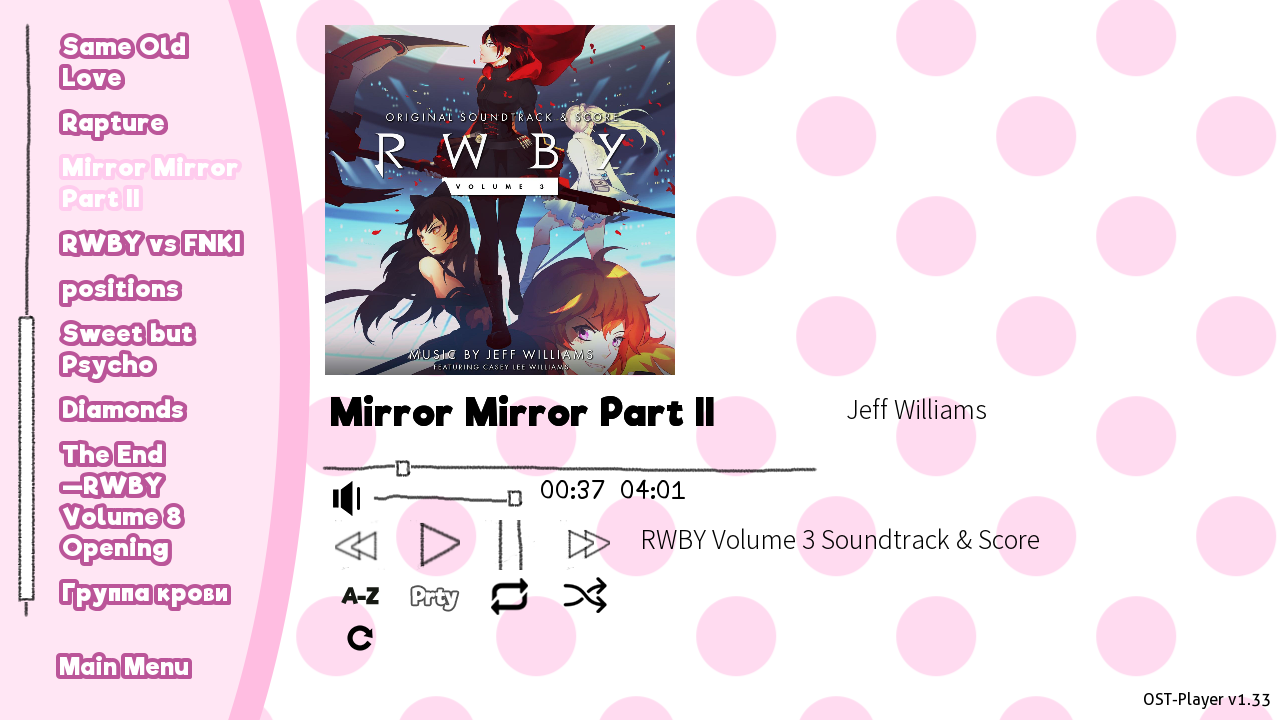 Same Old
Love
Rapture
Mirror Mirror
Part II
RWBY vs FNKI
positions
Sweet but
Psycho
Diamonds
The End
—RWBY
Volume 8
Opening
Группа крови
Main Menu
ORIGINAL SOUNDTRACK & SCORE
RWBY
VOLUME 3
MUSIC BY JEFF WILLIAMS
FEATURING CASEY LEE WILLIAMS
Mirror Mirror Part II
Jeff Williams
00:37 04:01
RWBY Volume 3 Soundtrack & Score
A-Z Prty
OST-Player v1.33